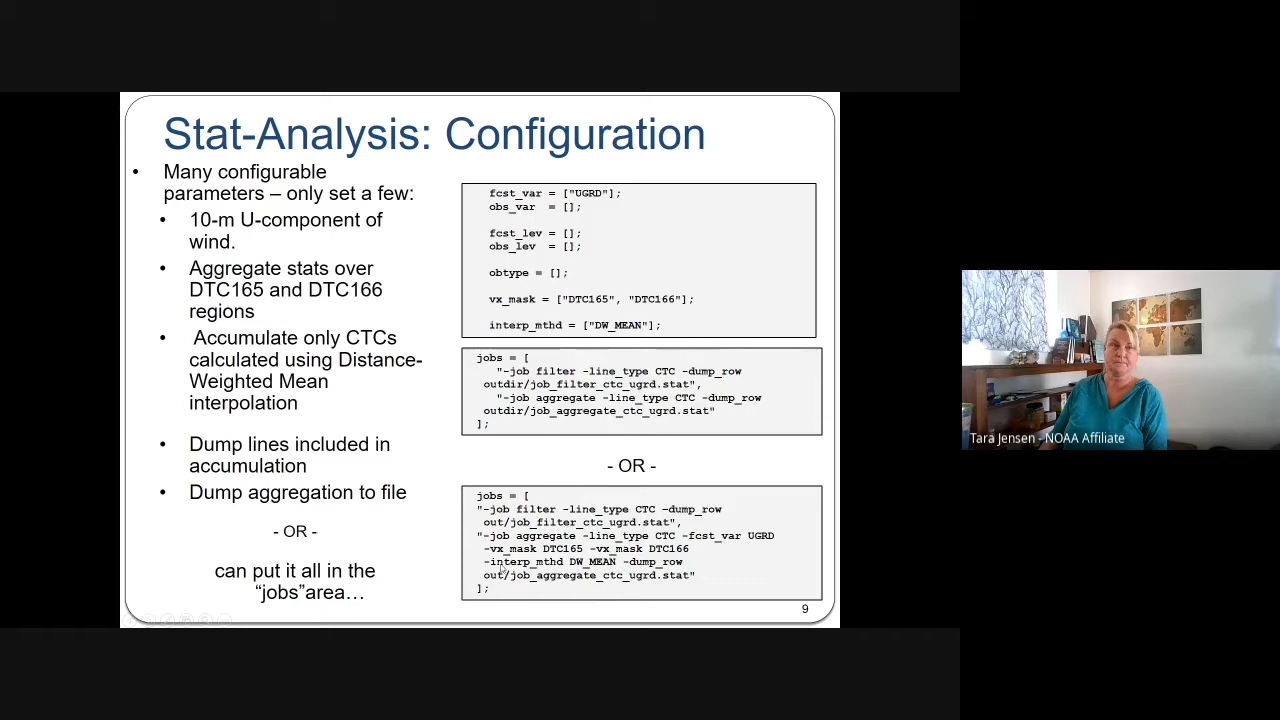 Stat-Analysis: Configuration
• Many configurable
parameters – only set a few:
• 10-m U-component of
wind.
• Aggregate stats over
DTC165 and DTC166
regions
• Accumulate only CTCs
calculated using Distance-
Weighted Mean
interpolation
• Dump lines included in
accumulation
• Dump aggregation to file
- OR -
can put it all in the
"jobs"area…
fcst_var = ["UGRD"];
obs_var  = [];
fcst_lev = [];
obs_lev  = [];
obtype = [];
vx_mask = ["DTC165", "DTC166"];
interp_mthd = ["DW_MEAN"];
jobs = [
"-job filter -line_type CTC -dump_row
outdir/job_filter_ctc_ugrd.stat",
"-job aggregate -line_type CTC -dump_row
outdir/job_aggregate_ctc_ugrd.stat"
];
- OR -
jobs = [
"-job filter -line_type CTC –dump_row
out/job_filter_ctc_ugrd.stat",
"-job aggregate -line_type CTC -fcst_var UGRD
-vx_mask DTC165 -vx_mask DTC166
-interp_mthd DW_MEAN -dump_row
out/job_aggregate_ctc_ugrd.stat"
];
9
Tara Jensen - NOAA Affiliate